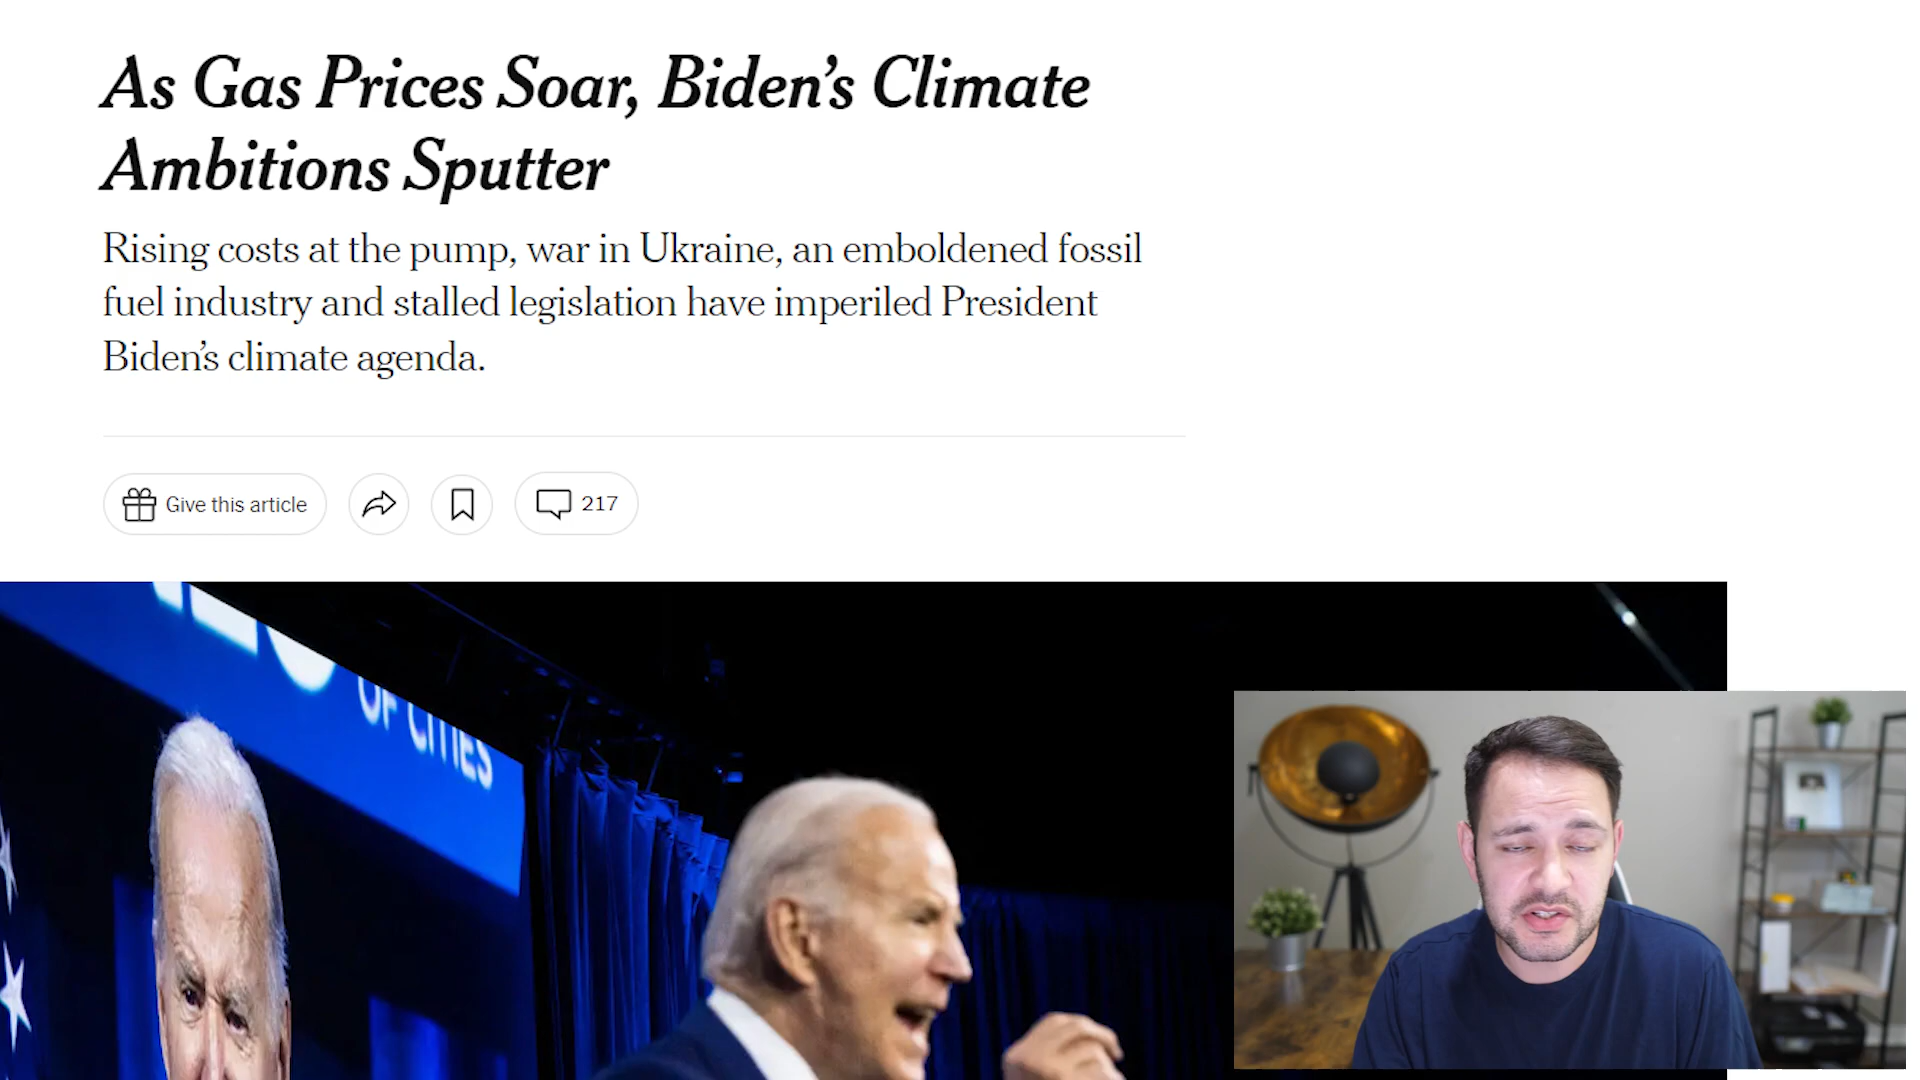 As Gas Prices Soar, Biden’s Climate
Ambitions Sputter
Rising costs at the pump, war in Ukraine, an emboldened fossil
fuel industry and stalled legislation have imperiled President
Biden’s climate agenda.
Give this article
217
OF CITIES